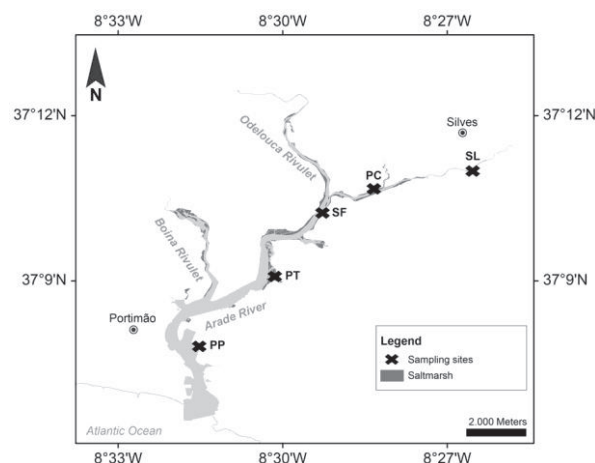 8°33'W 8°30'W 8°27'W
N
37°12'N 37°12'N
Silves
Odelouca Rivulet
SL
PC
SF
Boina Rivulet
PT
37°9'N 37°9'N
Arade River
Portimão
PP
Legend
Sampling sites
Saltmarsh
Atlantic Ocean
2.000 Meters
8°33'W 8°30'W 8°27'W